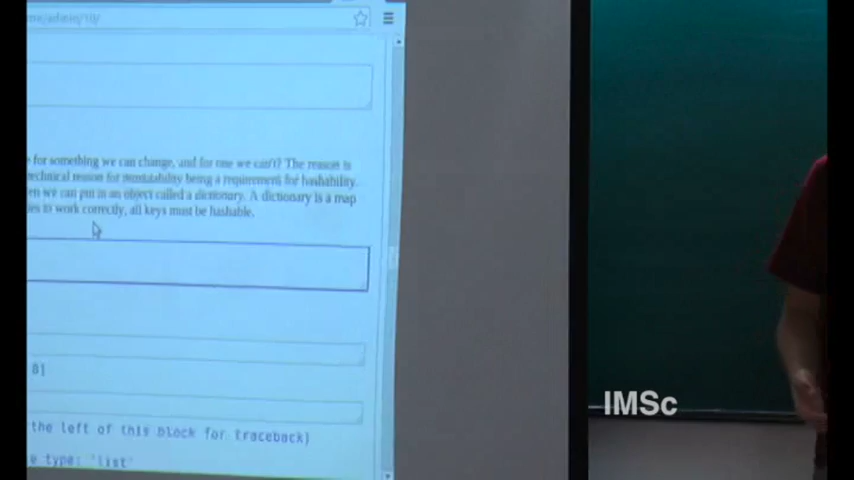 me/admin/10/
e for something we can change, and for one we can't? The reason is
technical reason for mutability being a requirement for hashability.
en we can put in an object called a dictionary. A dictionary is a map
ies to work correctly, all keys must be hashable.
8]
the left of this block for traceback)
e type: 'list'
IMSc